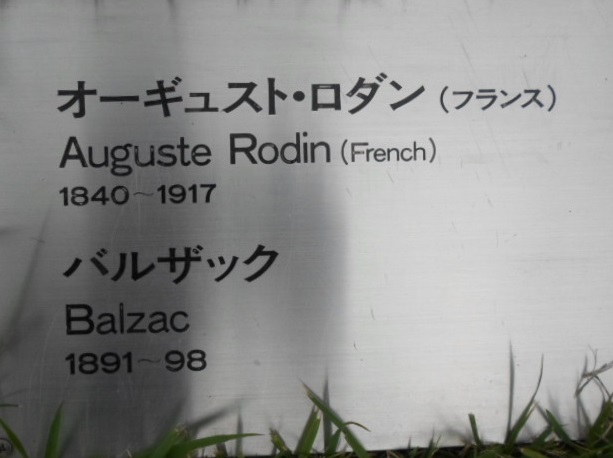 オーギュスト・ロダン（フランス）
Auguste Rodin (French)
1840～1917
バルザック
Balzac
1891～98